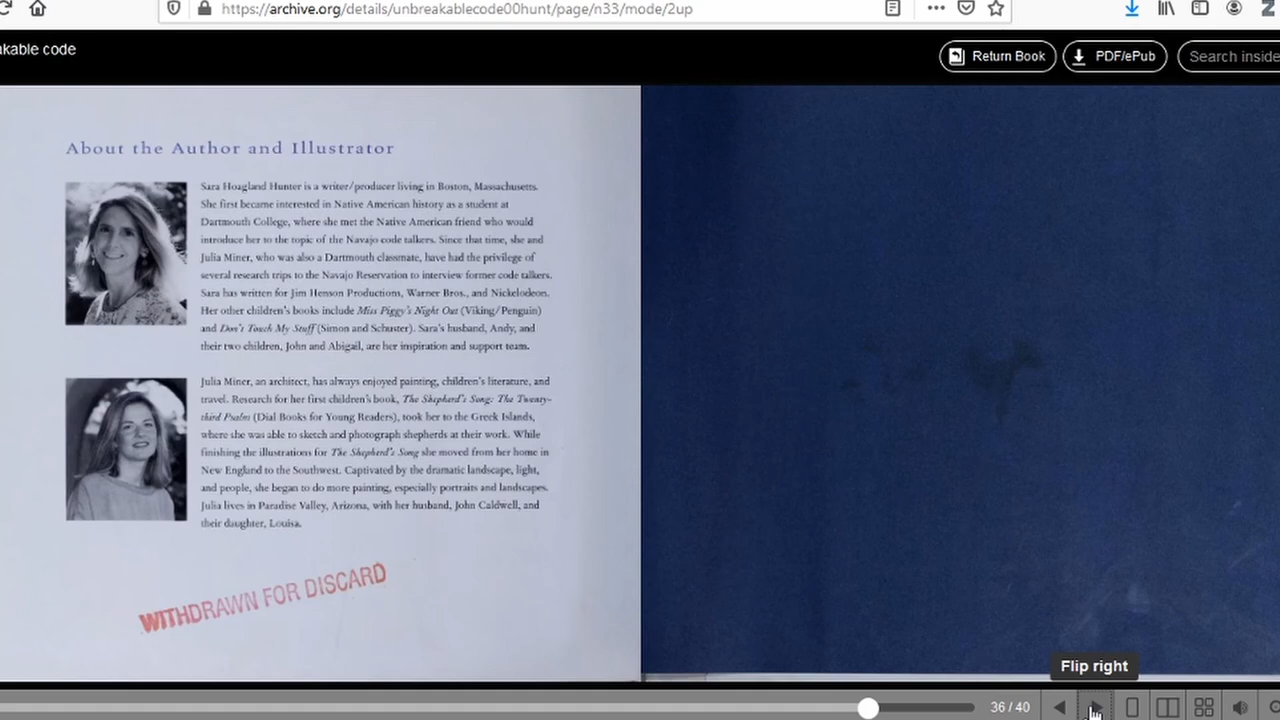 https://archive.org/details/unbreakablecode00hunt/page/n33/mode/2up
akable code
Return Book
PDF/ePub
Search inside
About the Author and Illustrator
Sara Hoagland Hunter is a writer/producer living in Boston, Massachusetts.
She first became interested in Native American history as a student at
Dartmouth College, where she met the Native American friend who would
introduce her to the topic of the Navajo code talkers. Since that time, she and
Julia Miner, who was also a Dartmouth classmate, have had the privilege of
several research trips to the Navajo Reservation to interview former code talkers.
Sara has written for Jim Henson Productions, Warner Bros., and Nickelodeon.
Her other children's books include Miss Piggy's Night Out (Viking/Penguin)
and Don't Touch My Stuff (Simon and Schuster). Sara's husband, Andy, and
their two children, John and Abigail, are her inspiration and support team.
Julia Miner, an architect, has always enjoyed painting, children's literature, and
travel. Research for her first children's book, The Shepherd's Song: The Twenty-
third Psalm (Dial Books for Young Readers), took her to the Greek Islands,
where she was able to sketch and photograph shepherds at their work. While
finishing the illustrations for The Shepherd's Song she moved from her home in
New England to the Southwest. Captivated by the dramatic landscape, light,
and people, she began to do more painting, especially portraits and landscapes.
Julia lives in Paradise Valley, Arizona, with her husband, John Caldwell, and
their daughter, Louisa.
WITHDRAWN FOR DISCARD
Flip right
36 / 40